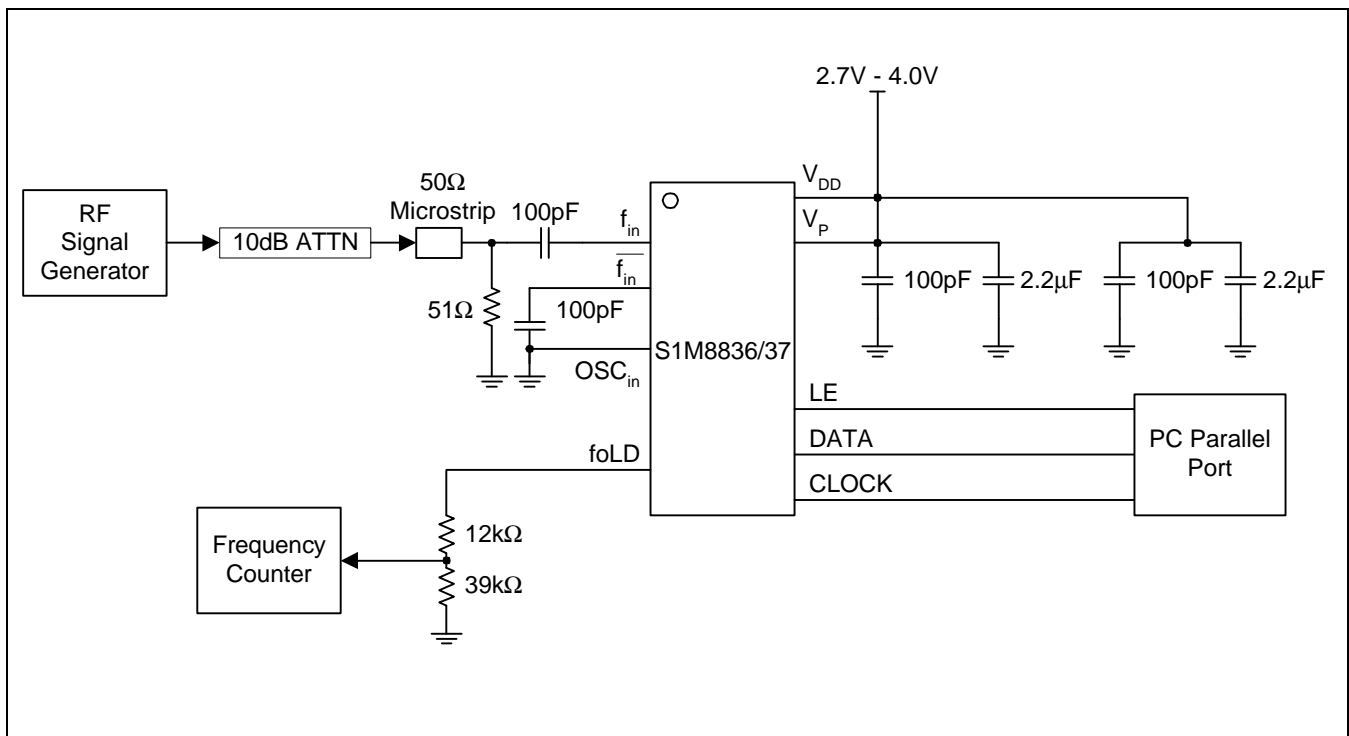 2.7V - 4.0V
RF
Signal
Generator
10dB ATTN
50Ω
Microstrip
100pF
51Ω
100pF
f_in
f̅_i̅n̅
OSC_in
foLD
S1M8836/37
V_DD
V_P
100pF
2.2μF
100pF
2.2μF
LE
DATA
CLOCK
PC Parallel
Port
12kΩ
39kΩ
Frequency
Counter